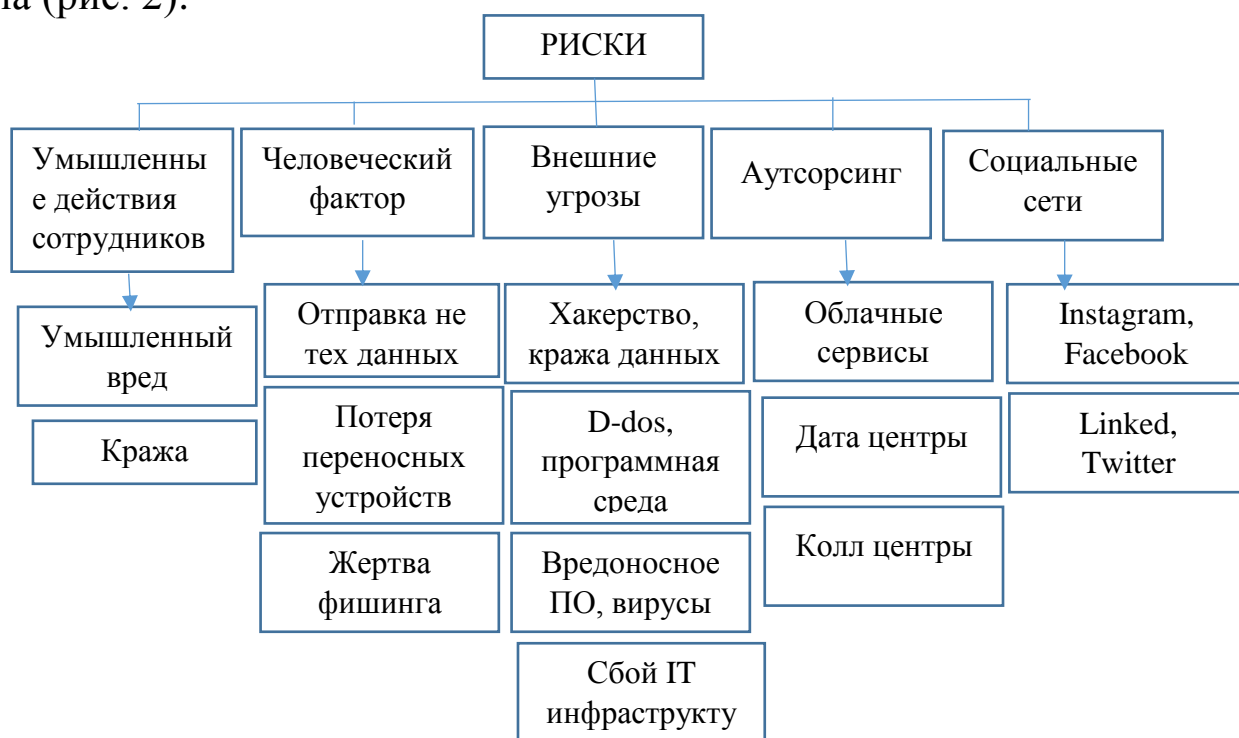 на (рис. 2).
РИСКИ
Умышленны
е действия
сотрудников
Человеческий
фактор
Внешние
угрозы
Аутсорсинг
Социальные
сети
Умышленный
вред
Кража
Отправка не
тех данных
Потеря
переносных
устройств
Жертва
фишинга
Хакерство,
кража данных
D-dos,
программная
среда
Вредоносное
ПО, вирусы
Сбой IT
инфраструкту
Облачные
сервисы
Дата центры
Колл центры
Instagram,
Facebook
Linked,
Twitter